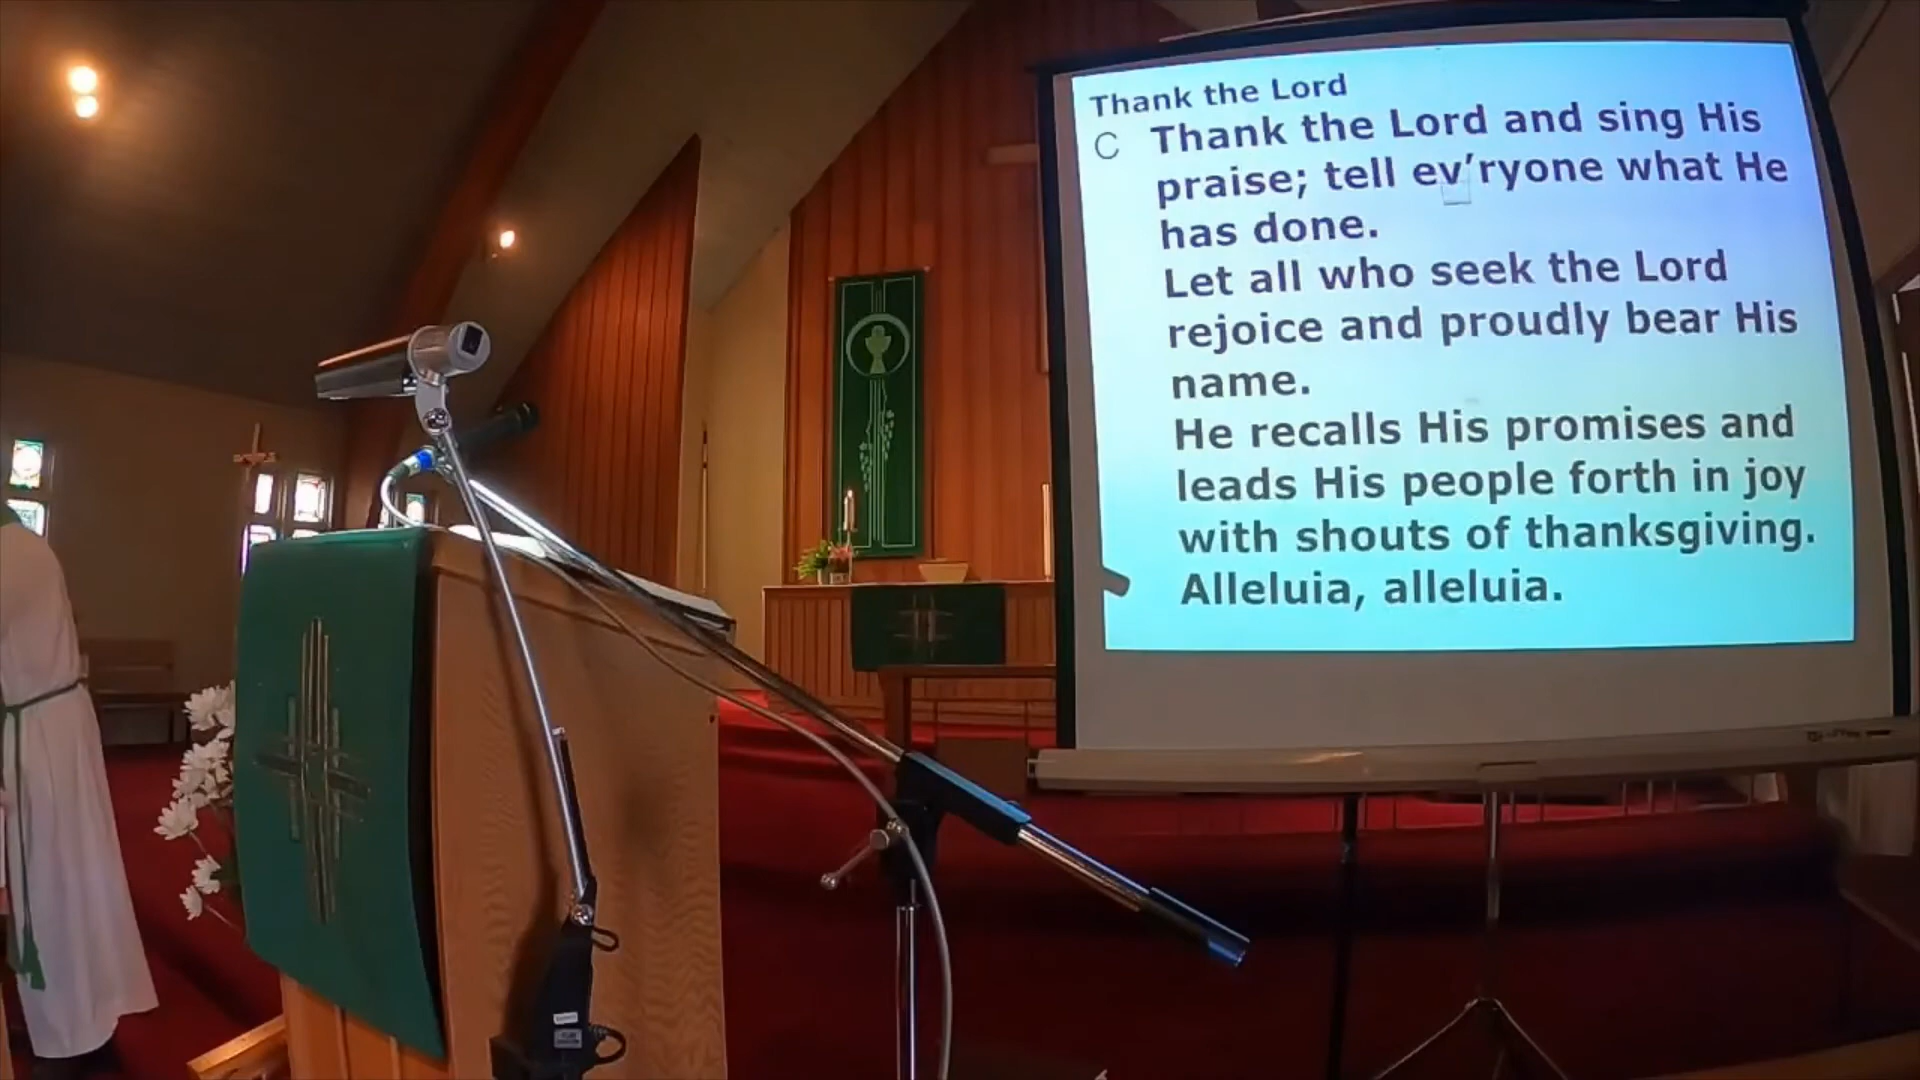 Thank the Lord
C Thank the Lord and sing His
praise; tell ev’ryone what He
has done.
Let all who seek the Lord
rejoice and proudly bear His
name.
He recalls His promises and
leads His people forth in joy
with shouts of thanksgiving.
Alleluia, alleluia.